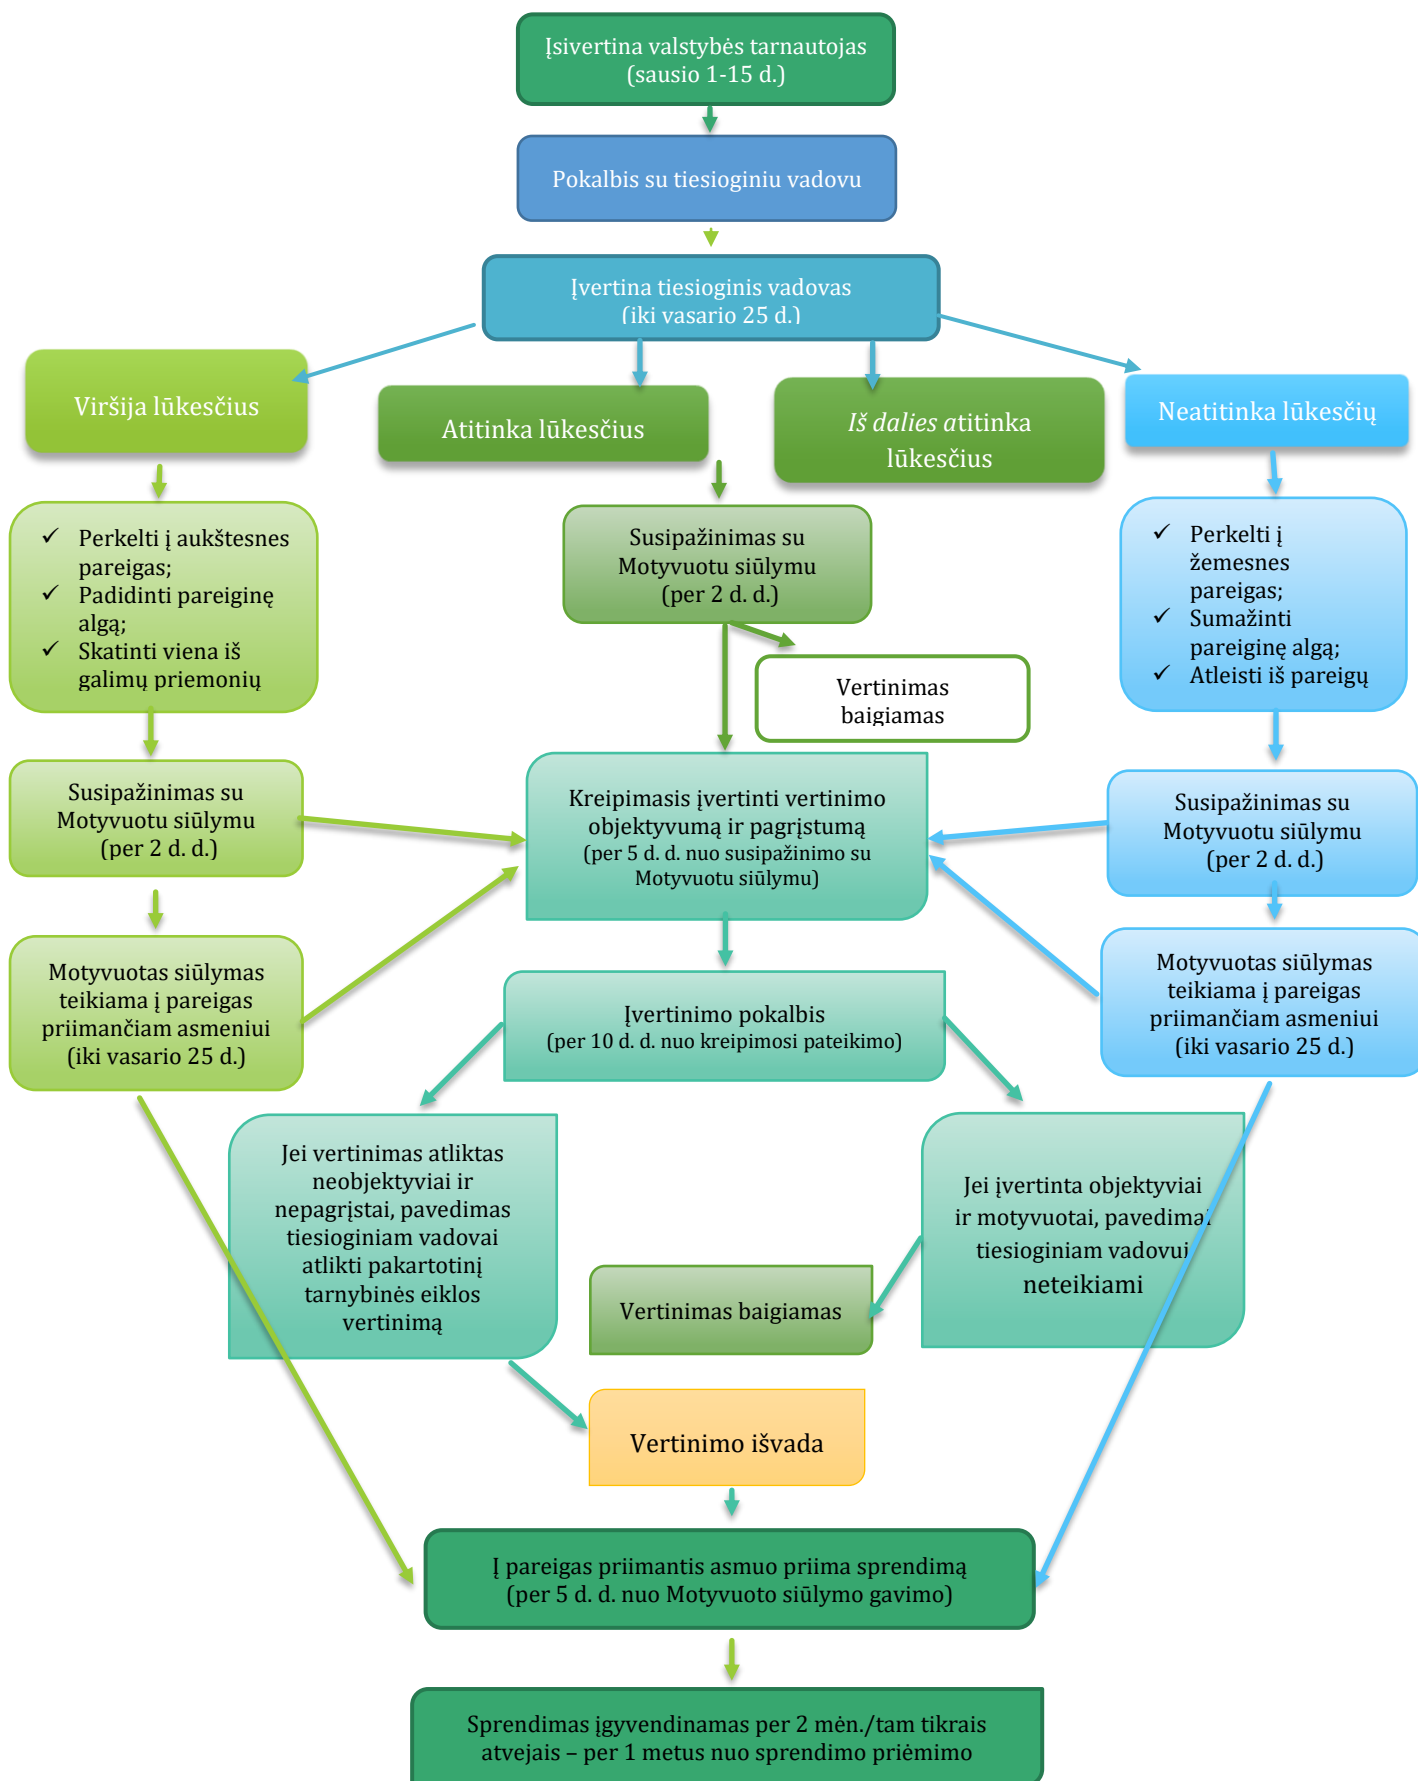 Įsivertina valstybės tarnautojas
(sausio 1-15 d.)
Pokalbis su tiesioginiu vadovu
Įvertina tiesioginis vadovas
(iki vasario 25 d.)
Viršija lūkesčius
Atitinka lūkesčius
Iš dalies atitinka
lūkesčius
Neatitinka lūkesčių
✓ Perkelti į aukštesnes
pareigas;
✓ Padidinti pareiginę
algą;
✓ Skatinti viena iš
galimų priemonių
Susipažinimas su
Motyvuotu siūlymu
(per 2 d. d.)
✓ Perkelti į
žemesnes
pareigas;
✓ Sumažinti
pareiginę algą;
✓ Atleisti iš pareigų
Vertinimas
baigiamas
Susipažinimas su
Motyvuotu siūlymu
(per 2 d. d.)
Kreipimasis įvertinti vertinimo
objektyvumą ir pagrįstumą
(per 5 d. d. nuo susipažinimo su
Motyvuotu siūlymu)
Susipažinimas su
Motyvuotu siūlymu
(per 2 d. d.)
Motyvuotas siūlymas
teikiama į pareigas
priimančiam asmeniui
(iki vasario 25 d.)
Įvertinimo pokalbis
(per 10 d. d. nuo kreipimosi pateikimo)
Motyvuotas siūlymas
teikiama į pareigas
priimančiam asmeniui
(iki vasario 25 d.)
Jei vertinimas atliktas
neobjektyviai ir
nepagrįstai, pavedimas
tiesioginiam vadovai
atlikti pakartotinį
tarnybinės eiklos
vertinimą
Jei įvertinta objektyviai
ir motyvuotai, pavedimai
tiesioginiam vadovui
neteikiami
Vertinimas baigiamas
Vertinimo išvada
Į pareigas priimantis asmuo priima sprendimą
(per 5 d. d. nuo Motyvuoto siūlymo gavimo)
Sprendimas įgyvendinamas per 2 mėn./tam tikrais
atvejais – per 1 metus nuo sprendimo priėmimo